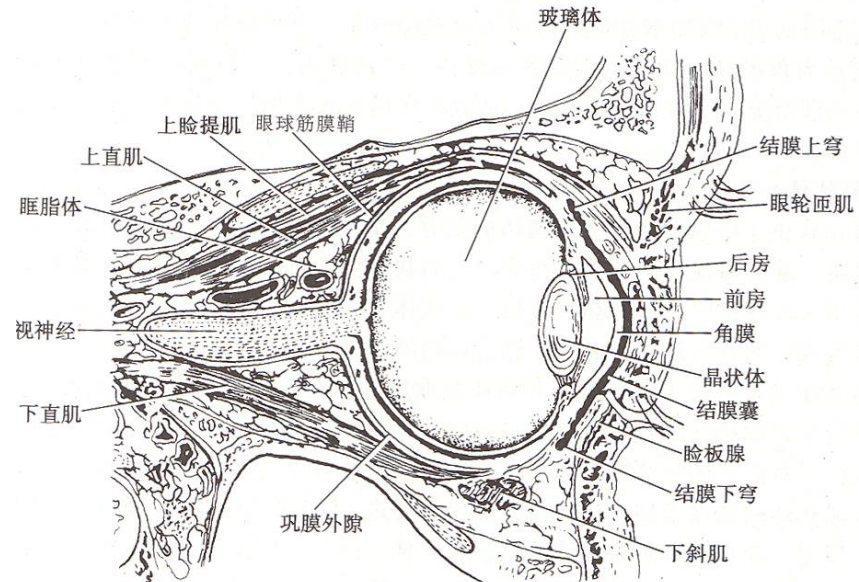 玻璃体
上睑提肌
眼球筋膜鞘
上直肌
眶脂体
视神经
下直肌
巩膜外隙
结膜上穹
眼轮匝肌
后房
前房
角膜
晶状体
结膜囊
睑板腺
结膜下穹
下斜肌